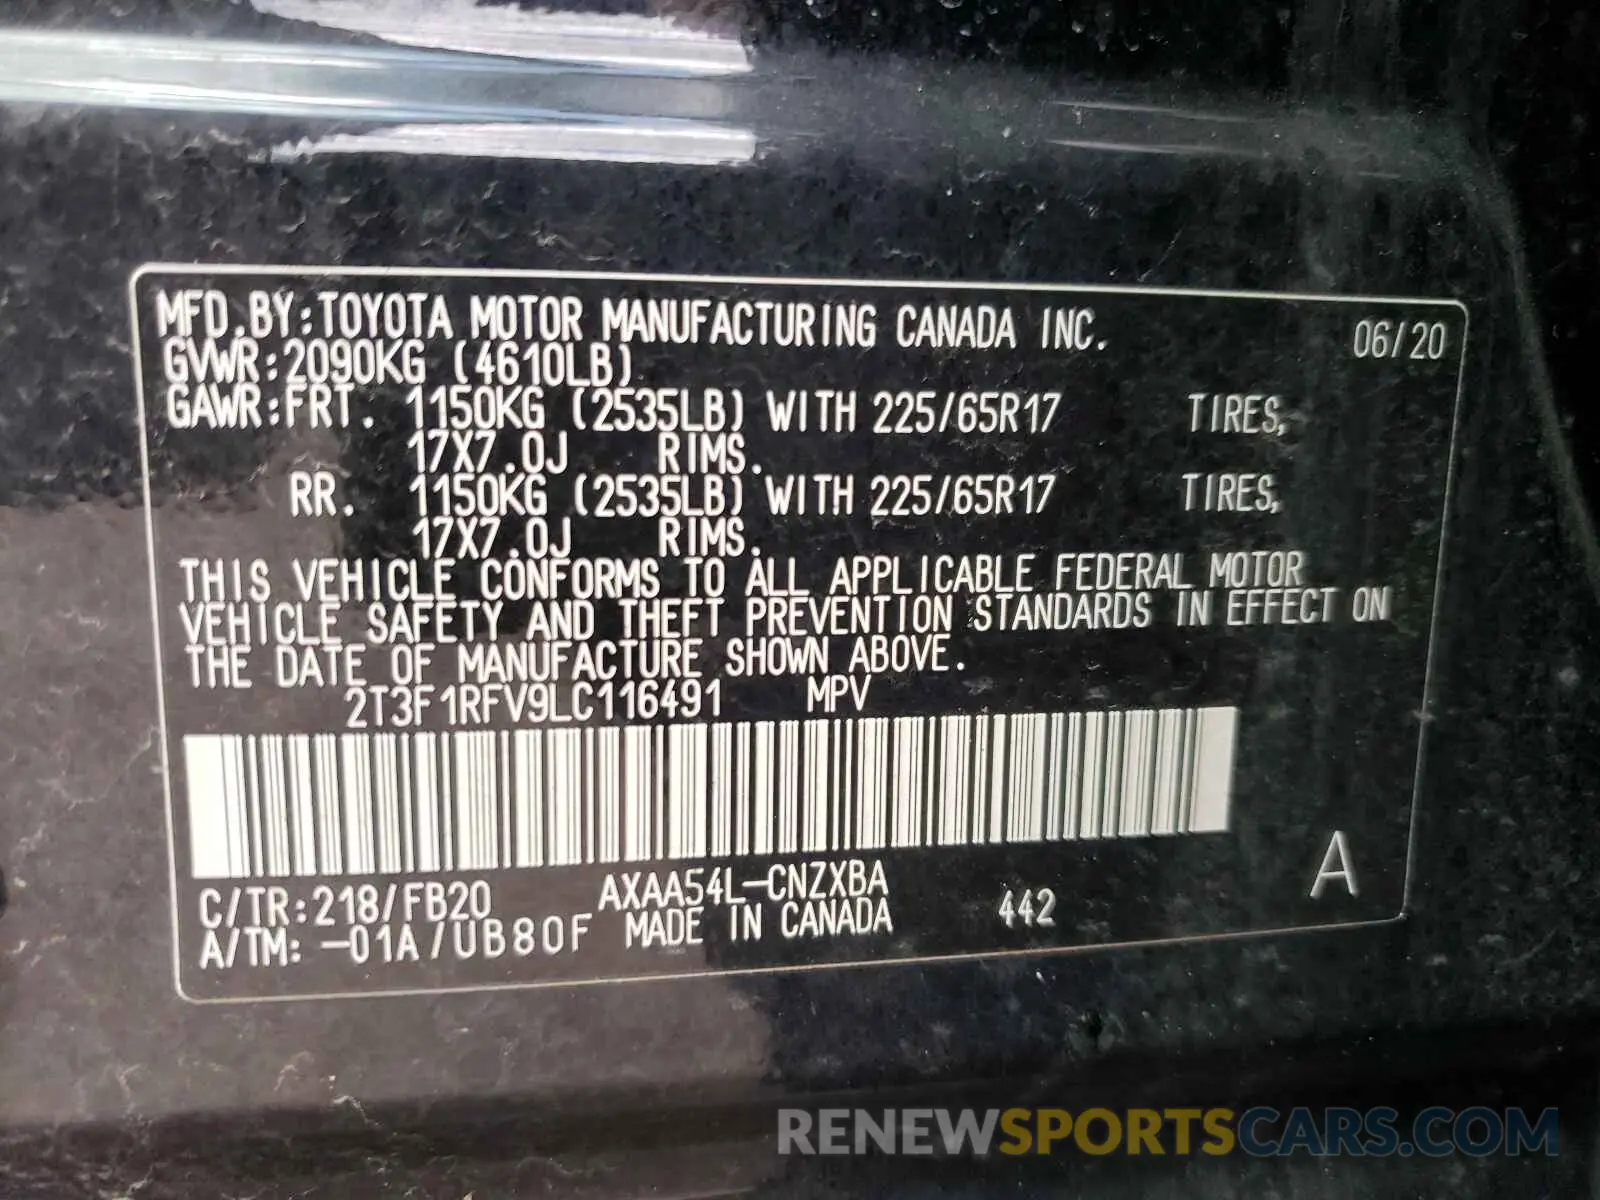 MFD.BY:TOYOTA MOTOR MANUFACTURING CANADA INC. 06/20
GVWR:2090KG (4610LB)
GAWR:FRT. 1150KG (2535LB) WITH 225/65R17 TIRES,
17X7.0J RIMS.
RR. 1150KG (2535LB) WITH 225/65R17 TIRES,
17X7.0J RIMS.
THIS VEHICLE CONFORMS TO ALL APPLICABLE FEDERAL MOTOR
VEHICLE SAFETY AND THEFT PREVENTION STANDARDS IN EFFECT ON
THE DATE OF MANUFACTURE SHOWN ABOVE.
2T3F1RFV9LC116491 MPV
C/TR:218/FB20 AXAA54L-CNZXBA 442 A
A/TM: -01A/UB80F MADE IN CANADA
RENEWSPORTSCARS.COM